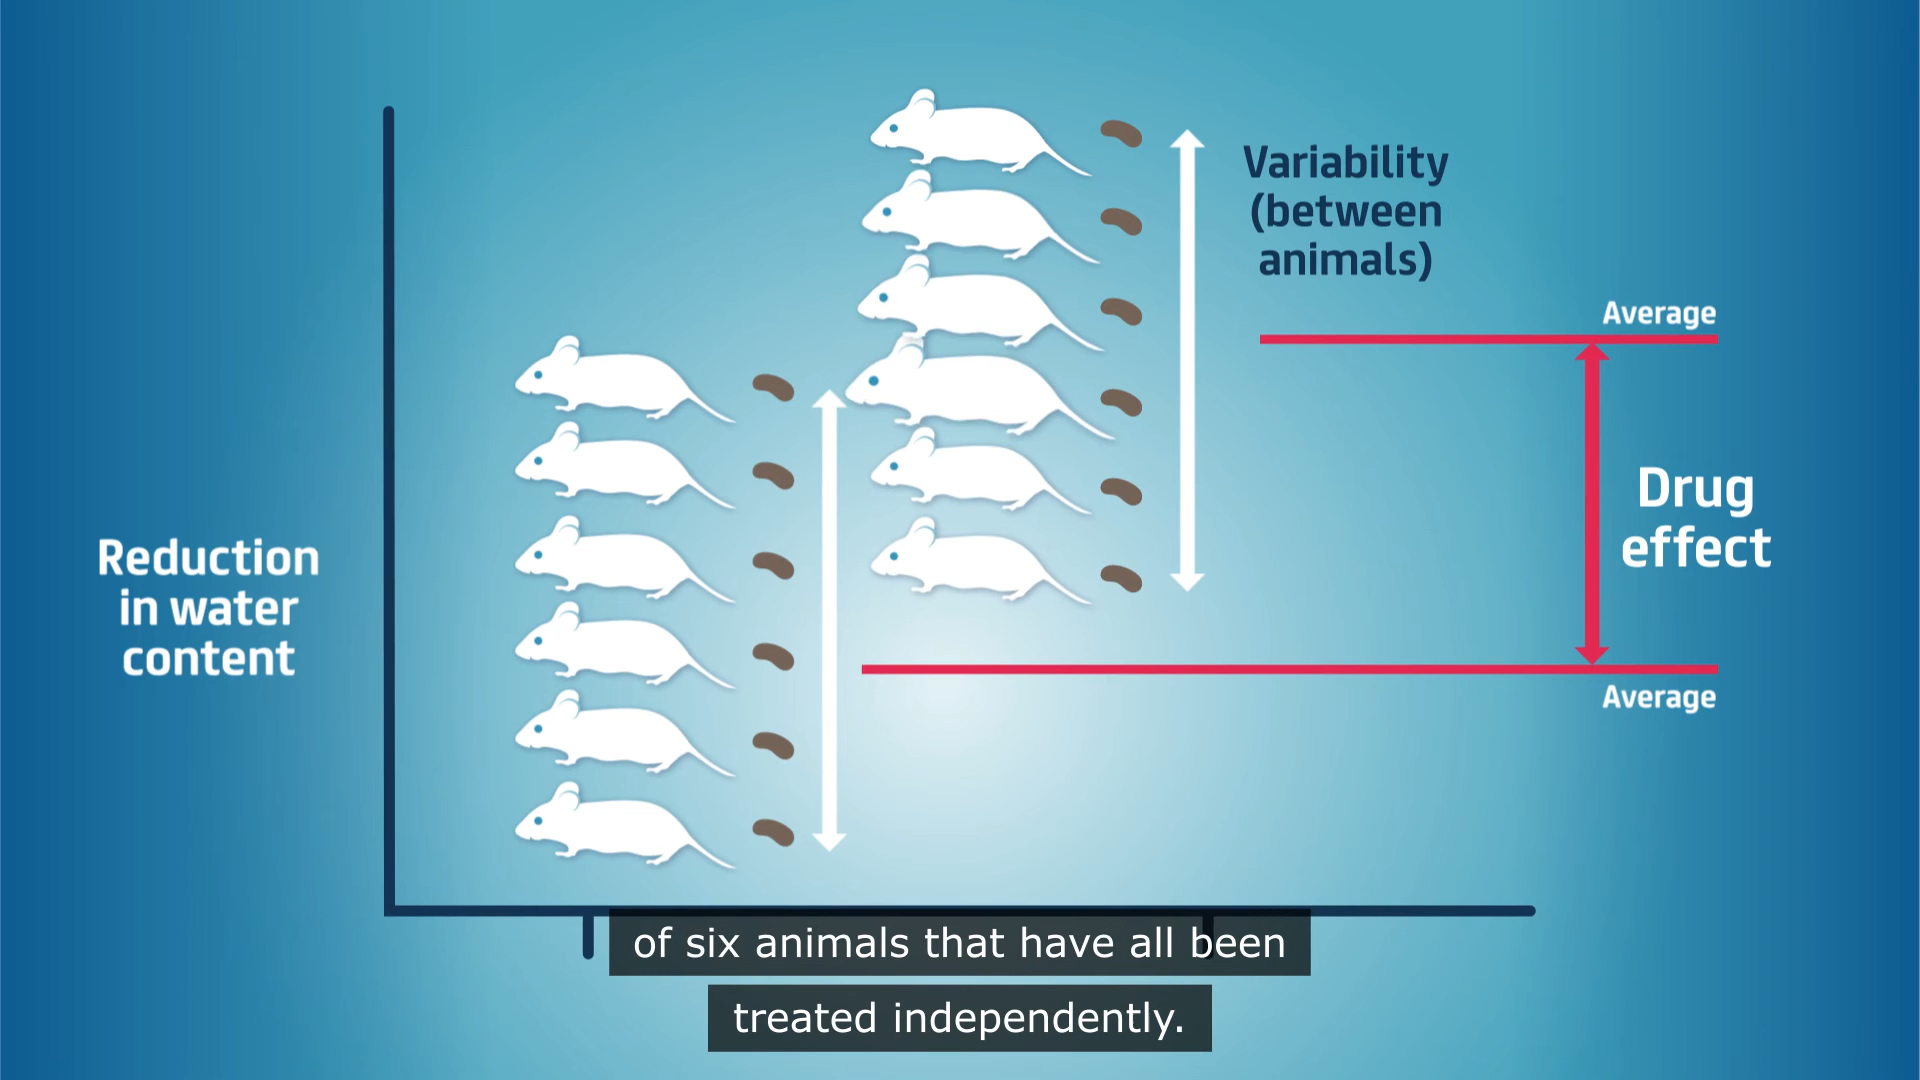 Variability
(between
animals)
Average
Drug
effect
Reduction
in water
content
Average
of six animals that have all been
treated independently.